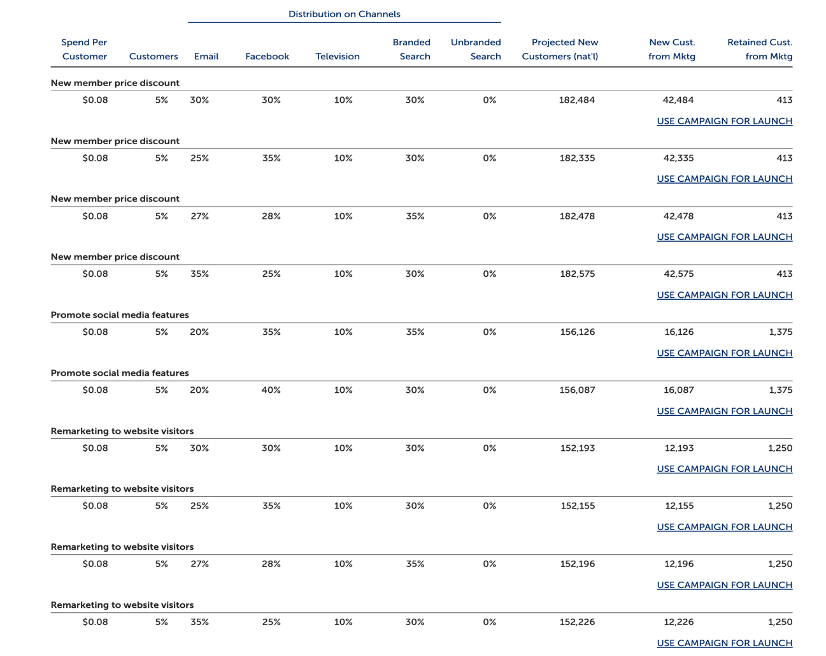 Distribution on Channels
Spend Per Branded Unbranded Projected New New Cust. Retained Cust.
Customer Customers Email Facebook Television Search Search Customers (nat'l) from Mktg from Mktg
New member price discount
$0.08 5% 30% 30% 10% 30% 0% 182,484 42,484 413
USE CAMPAIGN FOR LAUNCH
New member price discount
$0.08 5% 25% 35% 10% 30% 0% 182,335 42,335 413
USE CAMPAIGN FOR LAUNCH
New member price discount
$0.08 5% 27% 28% 10% 35% 0% 182,478 42,478 413
USE CAMPAIGN FOR LAUNCH
New member price discount
$0.08 5% 35% 25% 10% 30% 0% 182,575 42,575 413
USE CAMPAIGN FOR LAUNCH
Promote social media features
$0.08 5% 20% 35% 10% 35% 0% 156,126 16,126 1,375
USE CAMPAIGN FOR LAUNCH
Promote social media features
$0.08 5% 20% 40% 10% 30% 0% 156,087 16,087 1,375
USE CAMPAIGN FOR LAUNCH
Remarketing to website visitors
$0.08 5% 30% 30% 10% 30% 0% 152,193 12,193 1,250
USE CAMPAIGN FOR LAUNCH
Remarketing to website visitors
$0.08 5% 25% 35% 10% 30% 0% 152,155 12,155 1,250
USE CAMPAIGN FOR LAUNCH
Remarketing to website visitors
$0.08 5% 27% 28% 10% 35% 0% 152,196 12,196 1,250
USE CAMPAIGN FOR LAUNCH
Remarketing to website visitors
$0.08 5% 35% 25% 10% 30% 0% 152,226 12,226 1,250
USE CAMPAIGN FOR LAUNCH